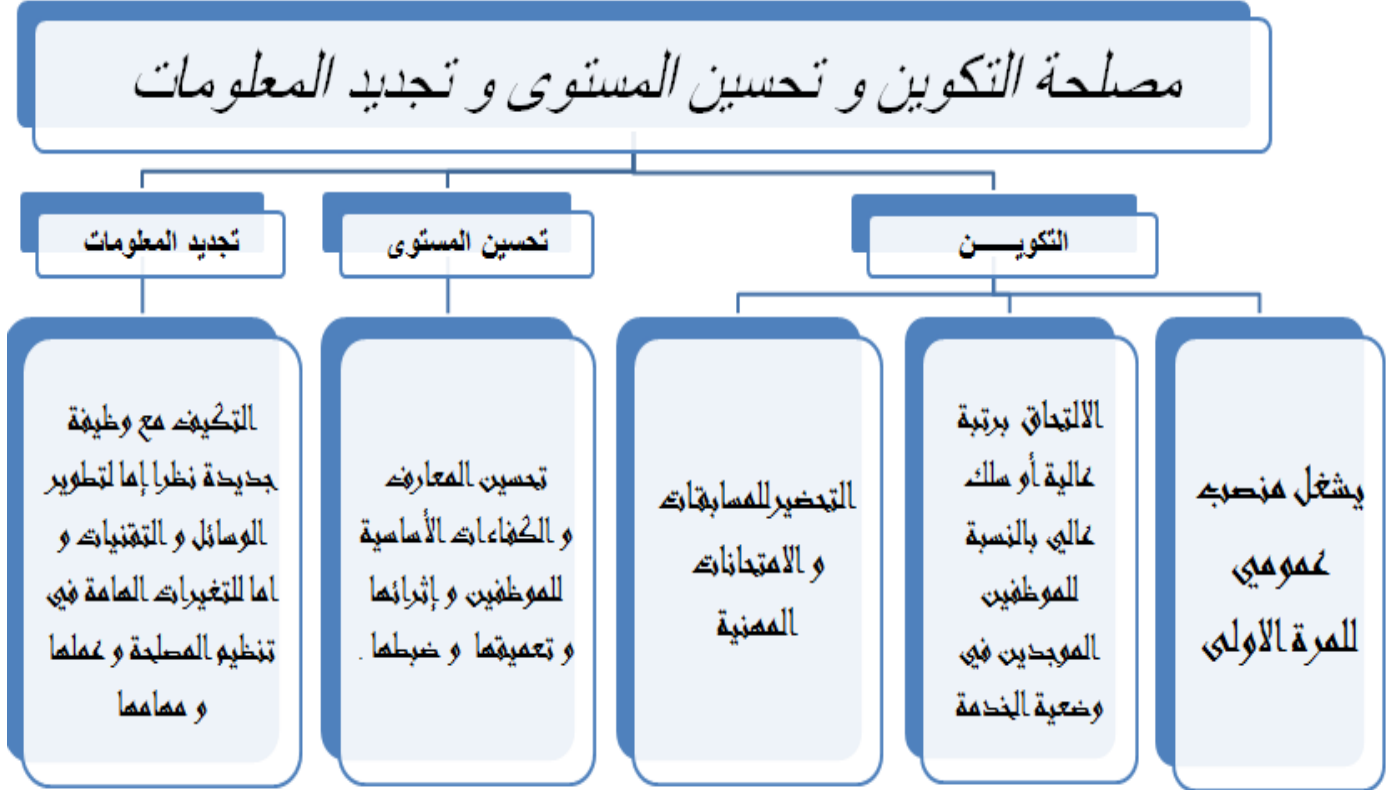 مصلحة التكوين و تحسين المستوى و تجديد المعلومات
التكويـــــن
تحسين المستوى
تجديد المعلومات
يشغل منصب
عمومي
للمرة الاولى
الالتحاق برتبة
عالية أو سلك
عالي بالنسبة
للموظفين
الموجدين في
وضعية الخدمة
التحضير للمسابقات
و الامتحانات
المهنية
تحسين المعارف
و الكفاءات الأساسية
للموظفين و إثرائها
و تعميقها و ضبطها .
التكيف مع وظيفة
جديدة نظرا إما لتطوير
الوسائل و التقنيات و
اما للتغيرات الهامة في
تنظيم المصلحة و عملها
و مهامها